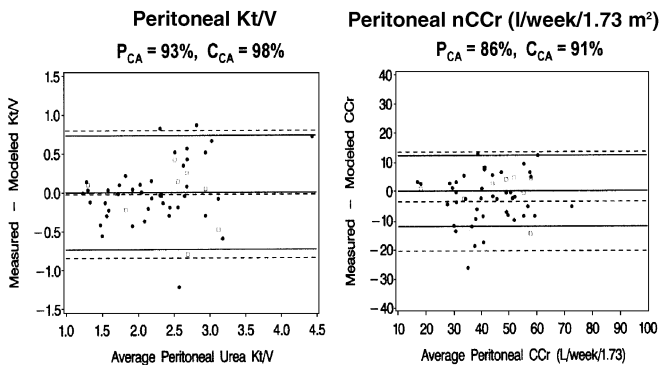 Peritoneal Kt/V
P_CA = 93%, C_CA = 98%
Measured – Modeled Kt/V
1.5
1.0
0.5
0.0
−0.5
−1.0
−1.5
1.0 1.5 2.0 2.5 3.0 3.5 4.0 4.5
Average Peritoneal Urea Kt/V
Peritoneal nCCr (l/week/1.73 m²)
P_CA = 86%, C_CA = 91%
Measured – Modeled CCr
40
30
20
10
0
−10
−20
−30
−40
10 20 30 40 50 60 70 80 90 100
Average Peritoneal CCr (L/week/1.73)